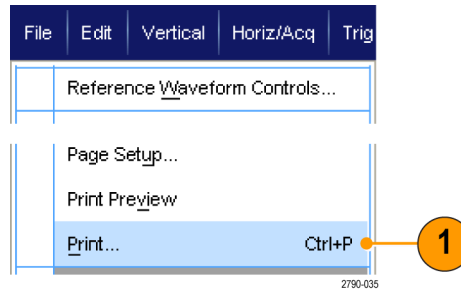 File Edit Vertical Horiz/Acq Trig
Reference Waveform Controls...
Page Setup...
Print Preview
Print... Ctrl+P
1
2790-035